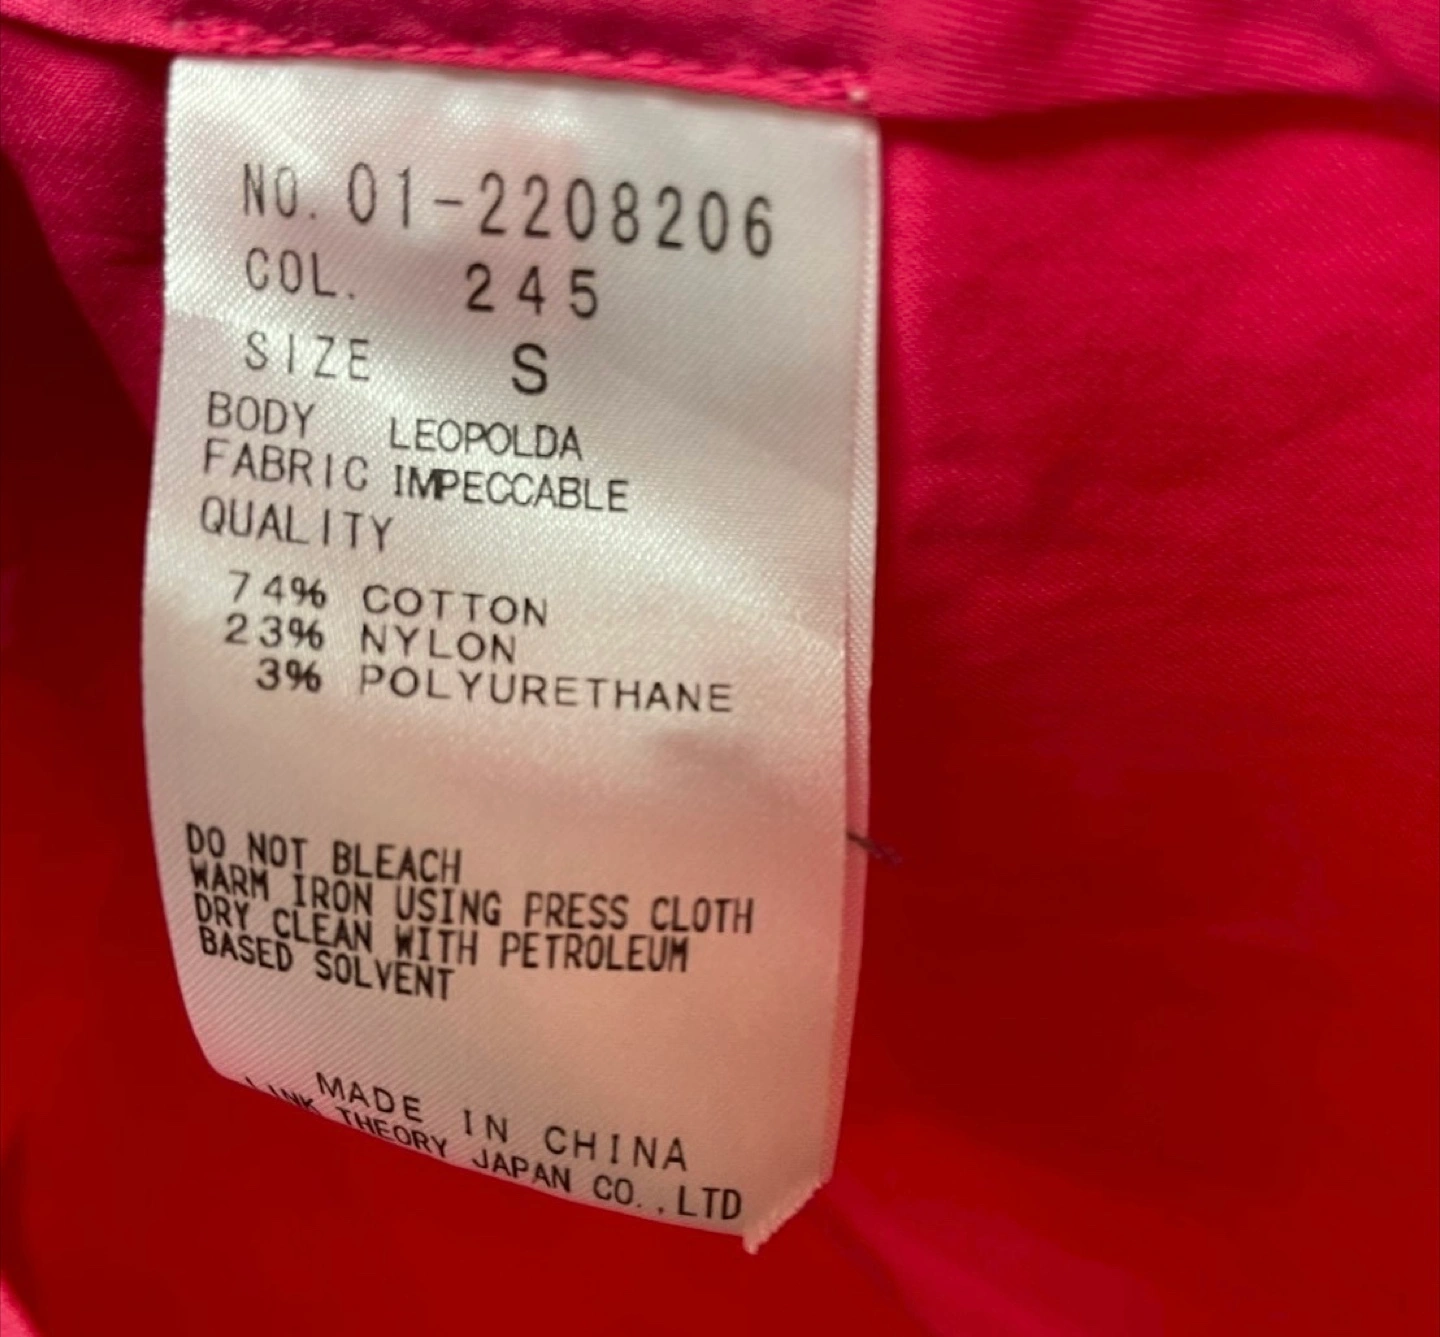 NO. 01-2208206
COL. 245
SIZE S
BODY LEOPOLDA
FABRIC IMPECCABLE
QUALITY
74% COTTON
23% NYLON
3% POLYURETHANE
DO NOT BLEACH
WARM IRON USING PRESS CLOTH
DRY CLEAN WITH PETROLEUM
BASED SOLVENT
MADE IN CHINA
LINK THEORY JAPAN CO.,LTD